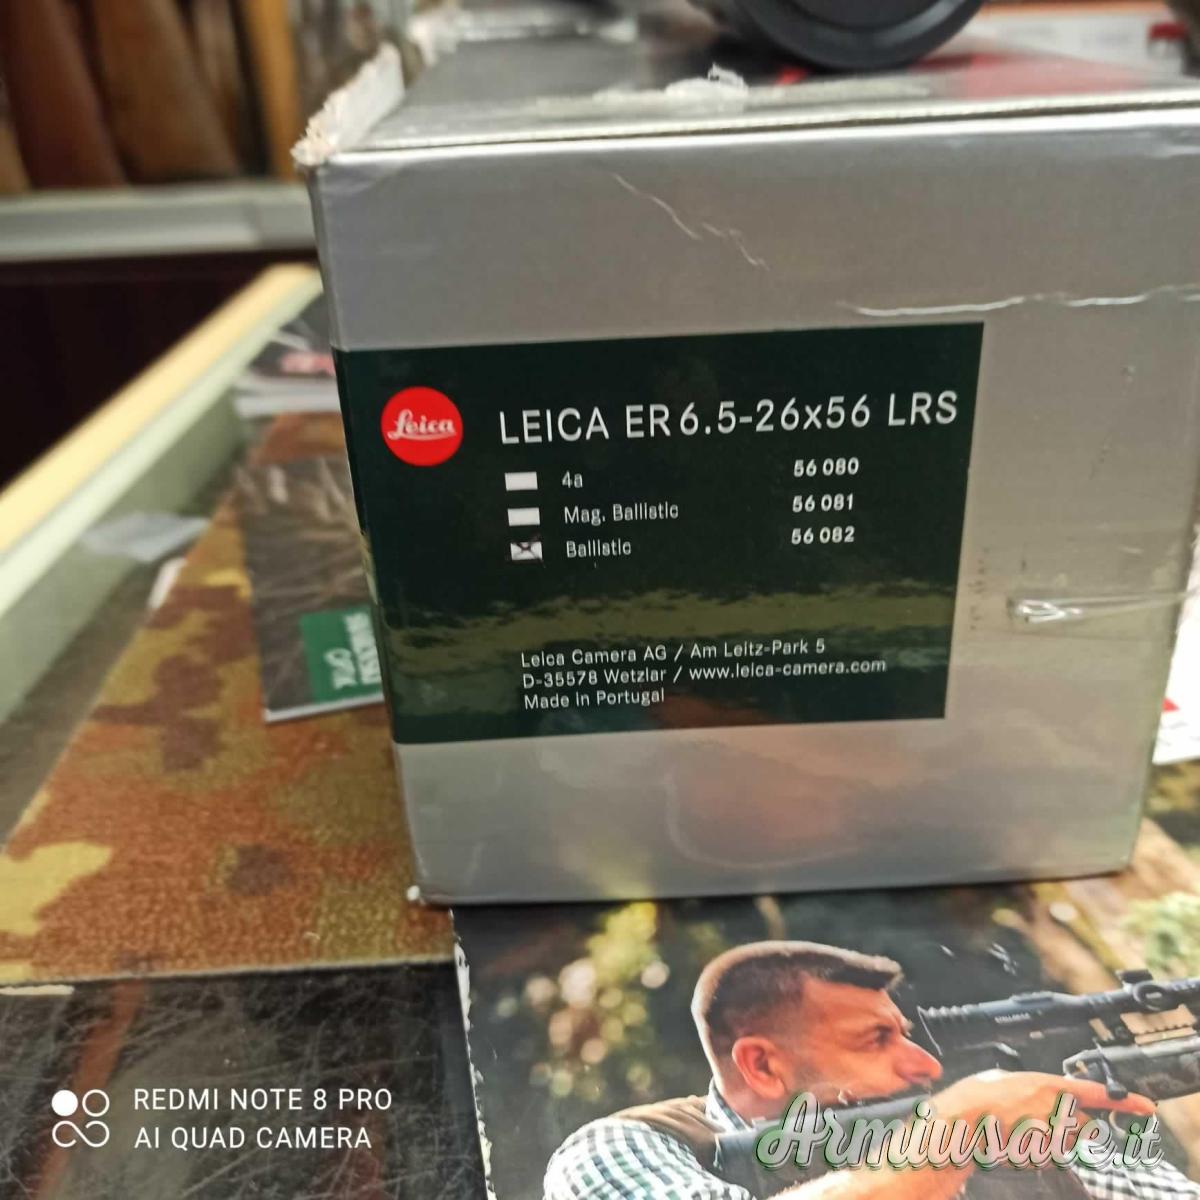 Leica
LEICA ER 6.5-26x56 LRS
4a 56 080
Mag. Ballistic 56 081
Ballistic 56 082
Leica Camera AG / Am Leitz-Park 5
D-35578 Wetzlar / www.leica-camera.com
Made in Portugal
REDMI NOTE 8 PRO
AI QUAD CAMERA
Armiusate.it